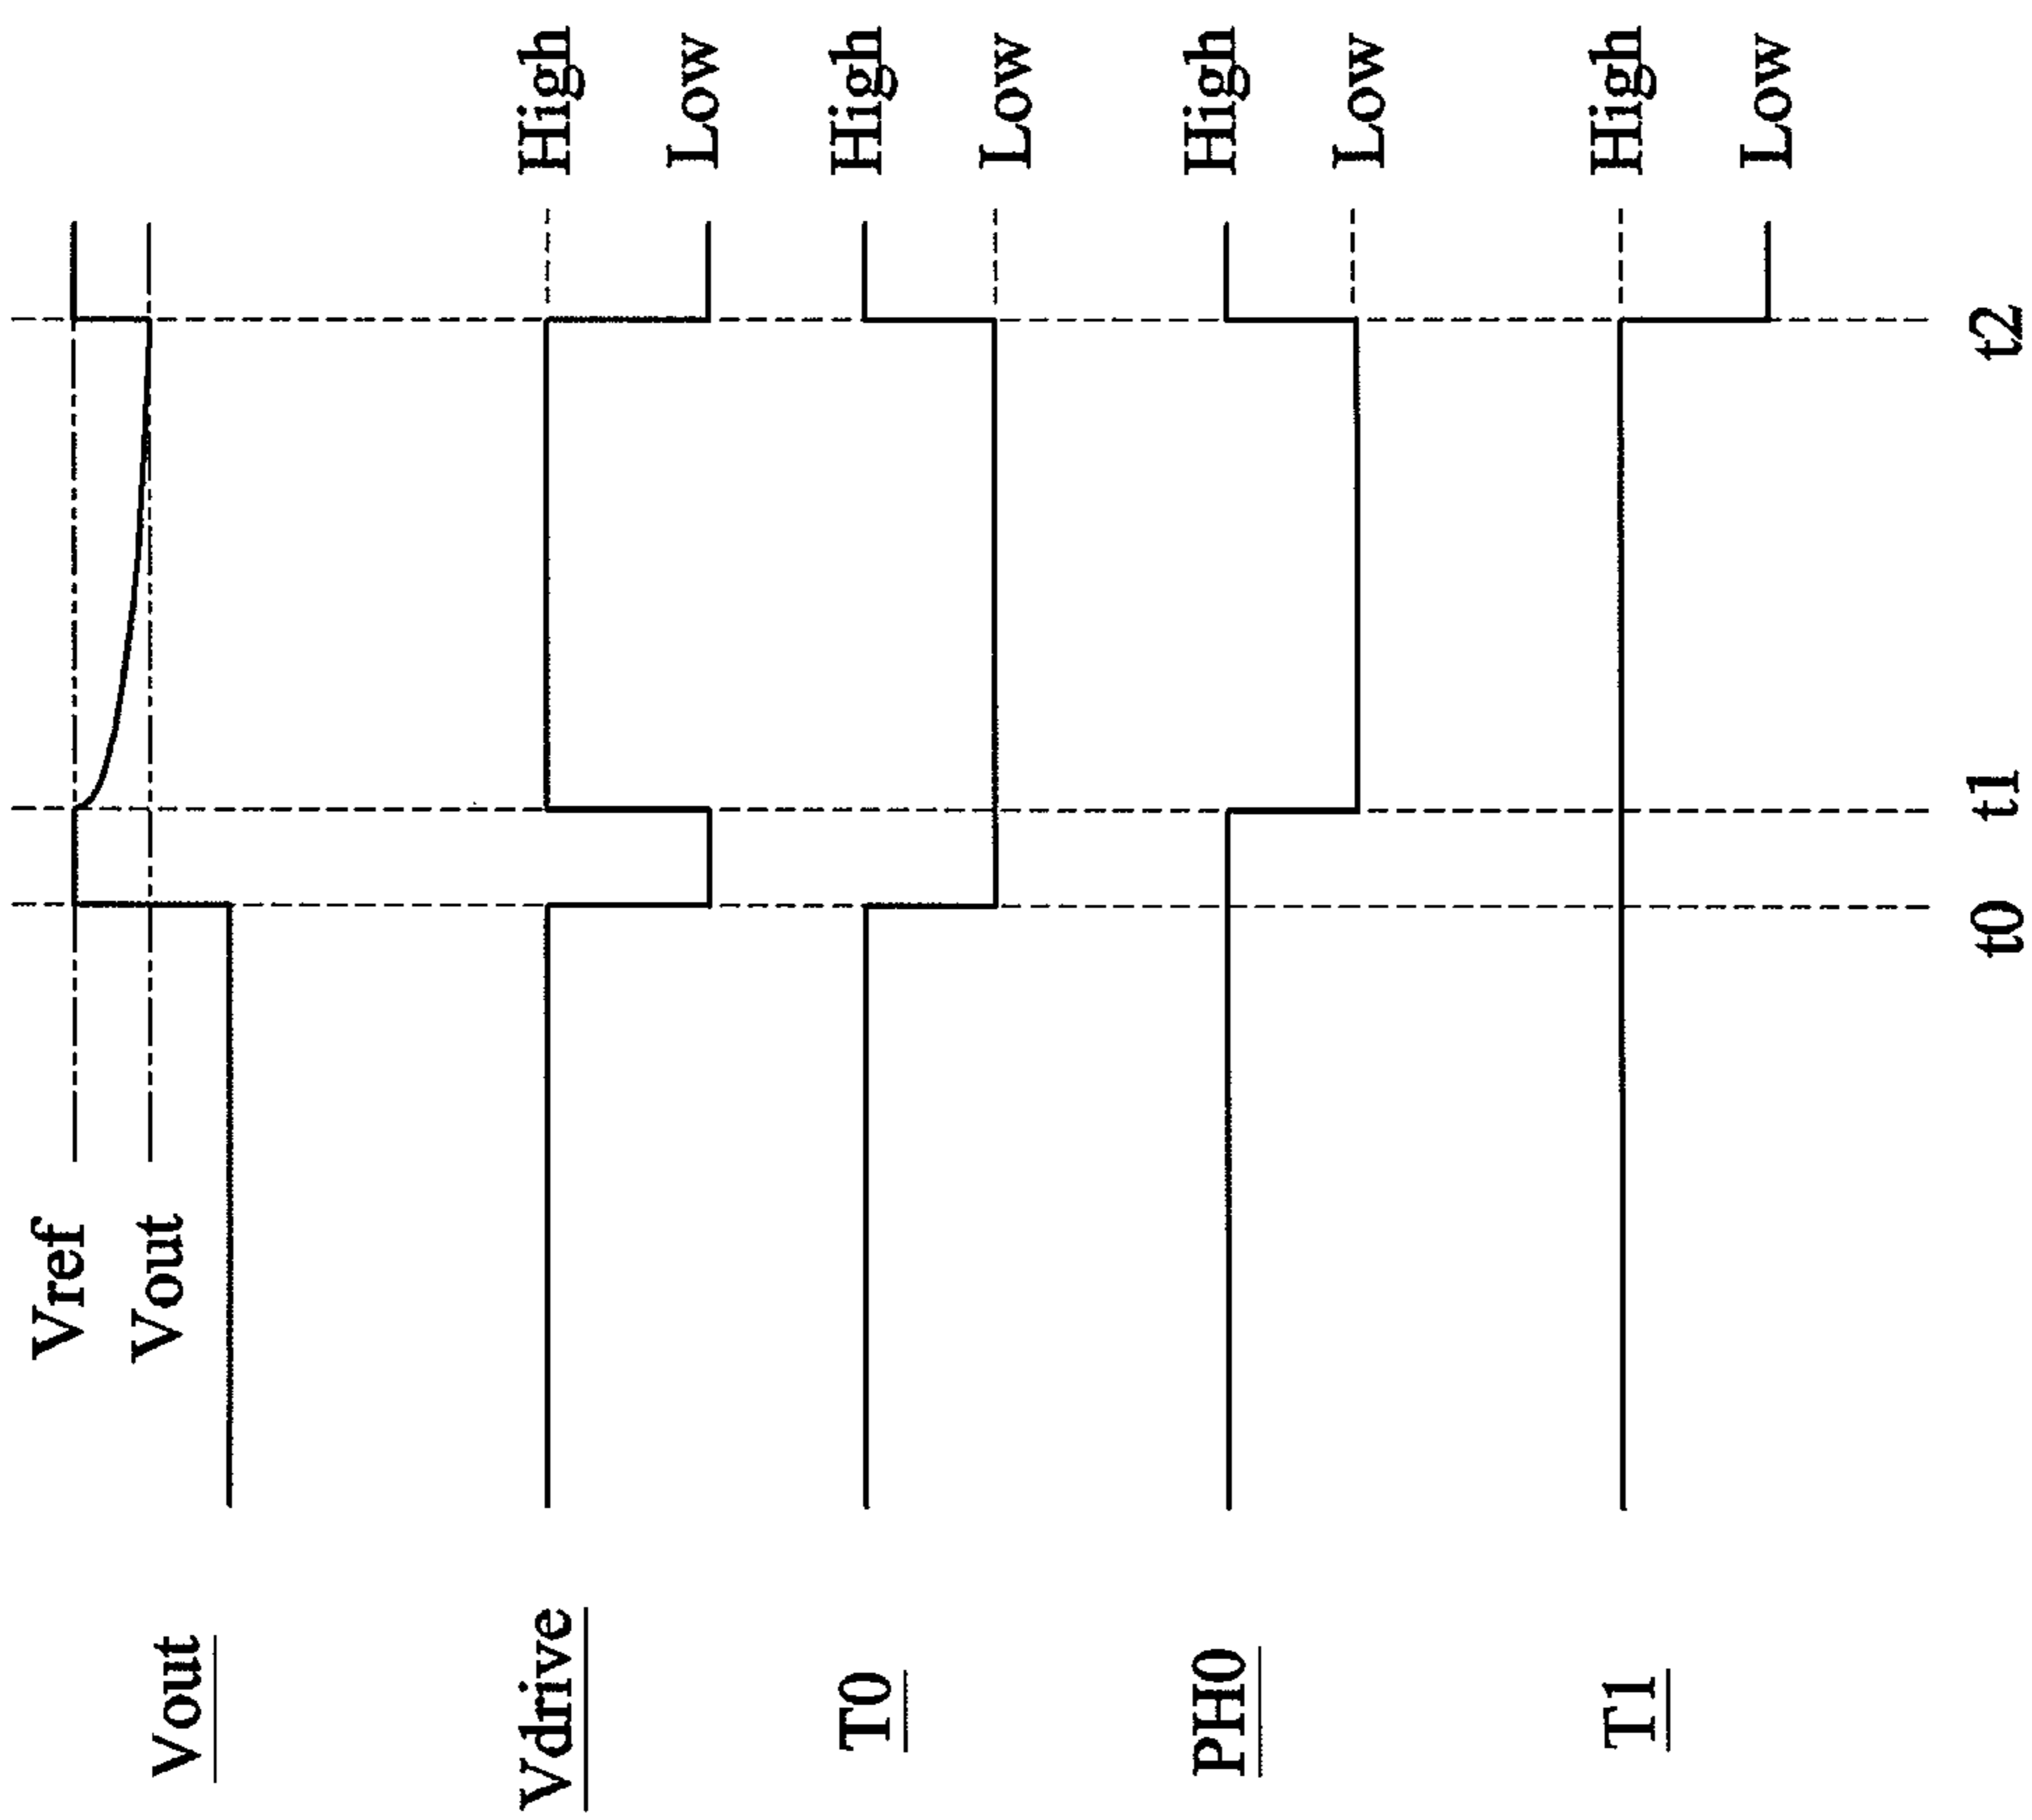 Vref
Vout
Vout
High
Low
Vdrive
High
Low
T0
High
Low
PH0
High
Low
T1
t0
t1
t2